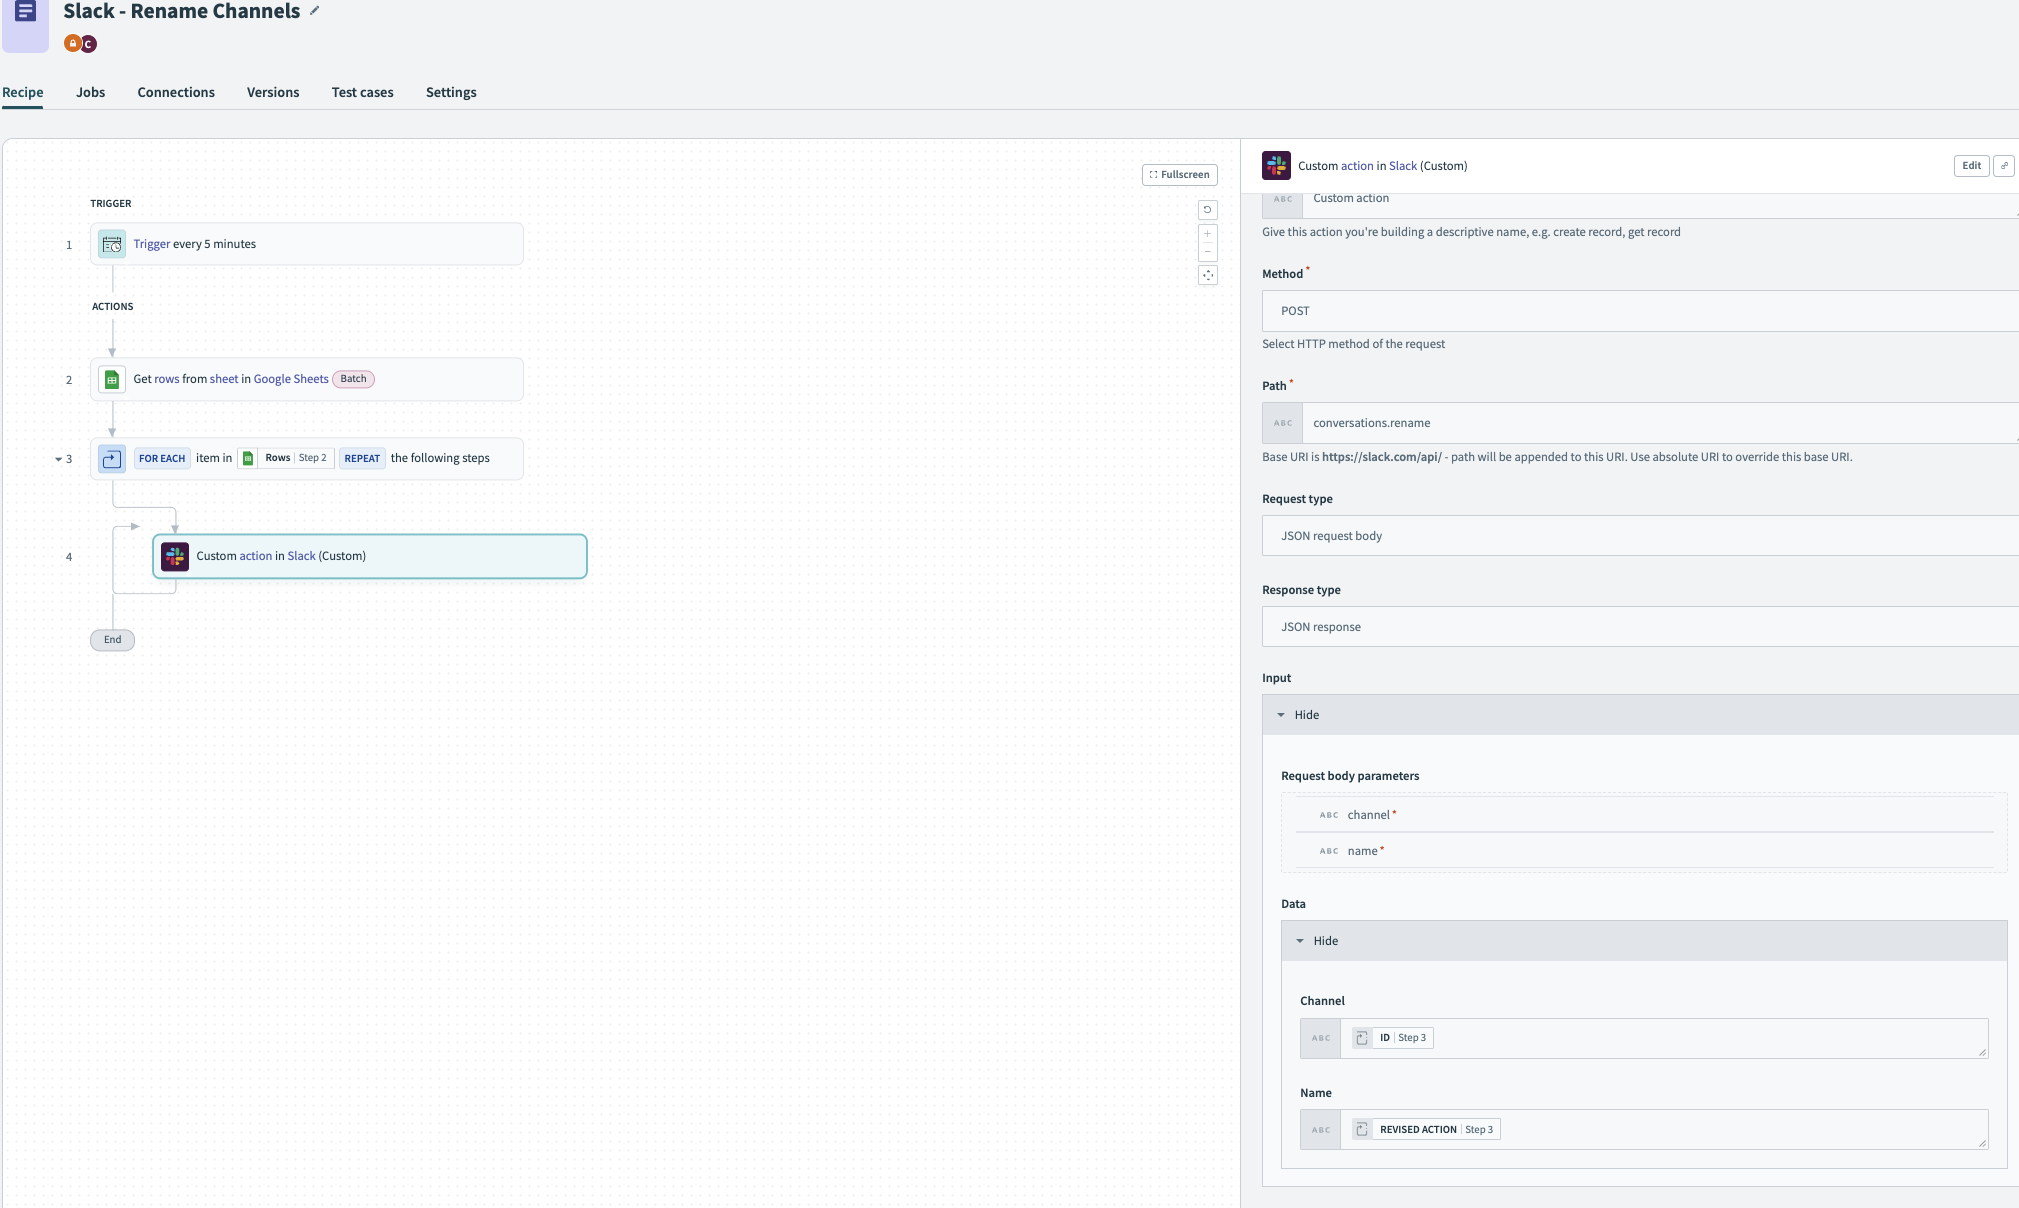 Slack - Rename Channels
C
Recipe
Jobs
Connections
Versions
Test cases
Settings
Fullscreen
TRIGGER
1
Trigger every 5 minutes
ACTIONS
2
Get rows from sheet in Google Sheets Batch
3
FOR EACH item in Rows Step 2 REPEAT the following steps
4
Custom action in Slack (Custom)
End
Custom action in Slack (Custom)
Edit
ABC Custom action
Give this action you're building a descriptive name, e.g. create record, get record
Method*
POST
Select HTTP method of the request
Path*
ABC conversations.rename
Base URI is https://slack.com/api/ - path will be appended to this URI. Use absolute URI to override this base URI.
Request type
JSON request body
Response type
JSON response
Input
Hide
Request body parameters
ABC channel*
ABC name*
Data
Hide
Channel
ABC ID Step 3
Name
ABC REVISED ACTION Step 3